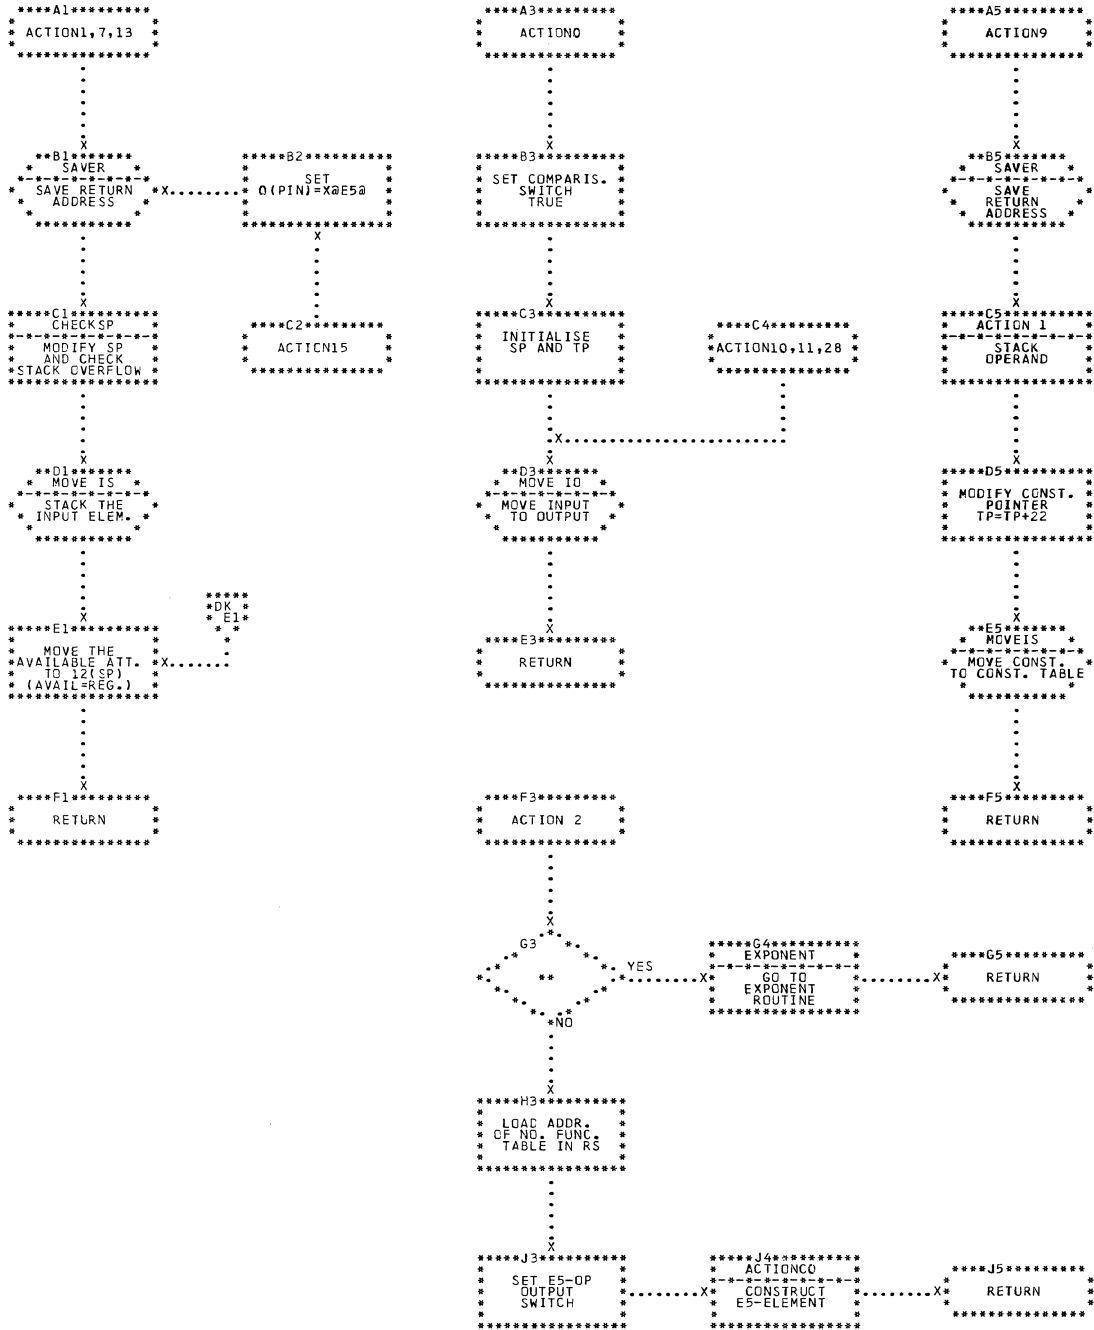 A1
ACTION1,7,13
A3
ACTION0
A5
ACTION9
B1
SAVER
SAVE RETURN
ADDRESS
B2
SET
0(PIN)=X@E5@
B3
SET COMPARIS.
SWITCH
TRUE
B5
SAVER
SAVE
RETURN
ADDRESS
C1
CHECKSP
MODIFY SP
AND CHECK
STACK OVERFLOW
C2
ACTION15
C3
INITIALISE
SP AND TP
C4
ACTION10,11,28
C5
ACTION 1
STACK
OPERAND
D1
MOVE IS
STACK THE
INPUT ELEM.
D3
MOVE IO
MOVE INPUT
TO OUTPUT
D5
MODIFY CONST.
POINTER
TP=TP+22
DK
E1
E1
MOVE THE
AVAILABLE ATT.
TO 12(SP)
(AVAIL=REG.)
E3
RETURN
E5
MOVEIS
MOVE CONST.
TO CONST. TABLE
F1
RETURN
F3
ACTION 2
F5
RETURN
G3
**
YES
NO
G4
EXPONENT
GO TO
EXPONENT
ROUTINE
G5
RETURN
H3
LOAD ADDR.
OF NO. FUNC.
TABLE IN RS
J3
SET E5-OP
OUTPUT
SWITCH
J4
ACTIONCO
CONSTRUCT
E5-ELEMENT
J5
RETURN